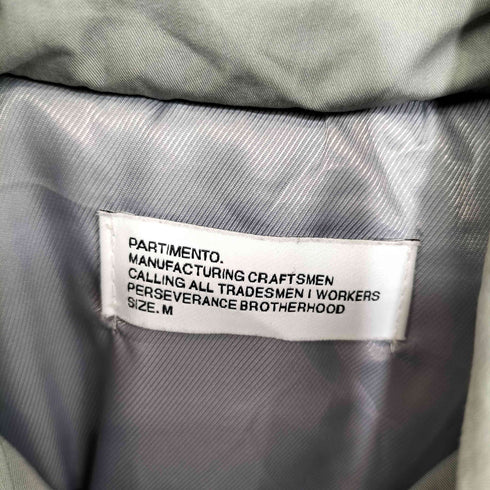 PARTIMENTO.
MANUFACTURING CRAFTSMEN
CALLING ALL TRADESMEN I WORKERS
PERSEVERANCE BROTHERHOOD
SIZE. M